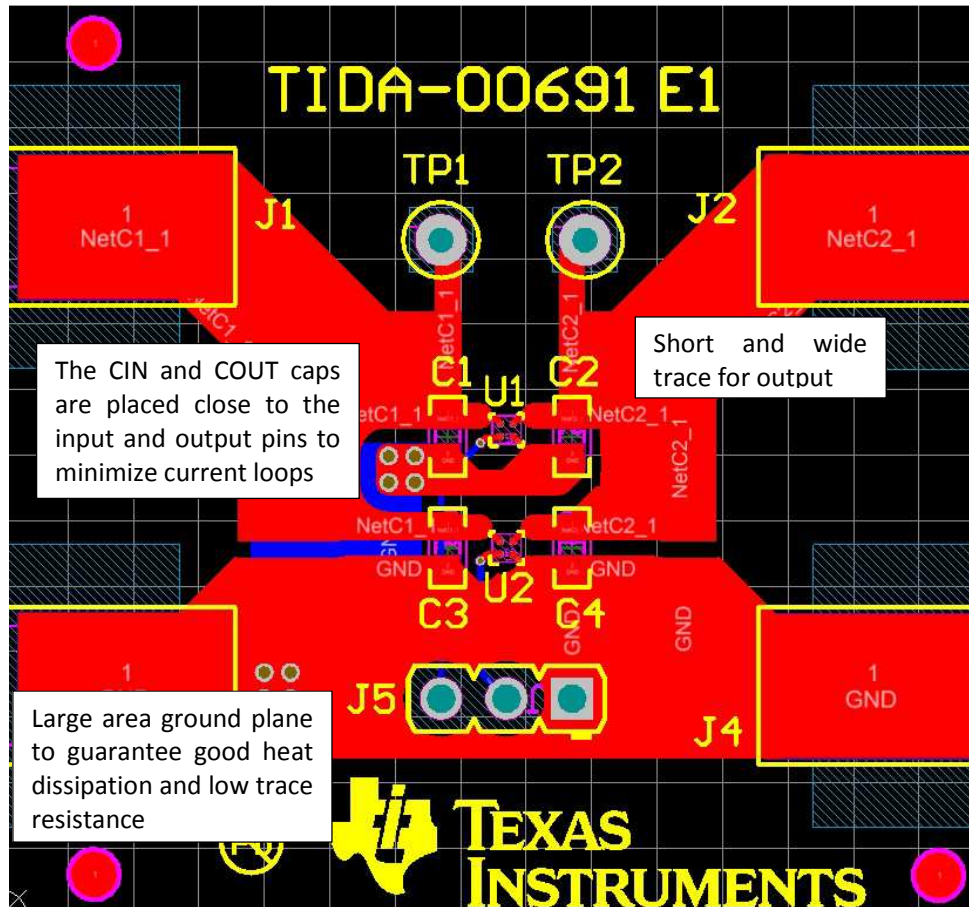 TIDA-00691 E1
TP1
TP2
J1
J2
1
NetC1_1
1
NetC2_1
NetC1_1
NetC2_1
Short and wide
trace for output
The CIN and COUT caps
are placed close to the
input and output pins to
minimize current loops
C1
U1
C2
NetC2_1
NetC2_1
NetC1_1
NetC2_1
GND
GND
U2
C3
C4
GND
GND
1
1
GND
J5
J4
Large area ground plane
to guarantee good heat
dissipation and low trace
resistance
TEXAS
INSTRUMENTS